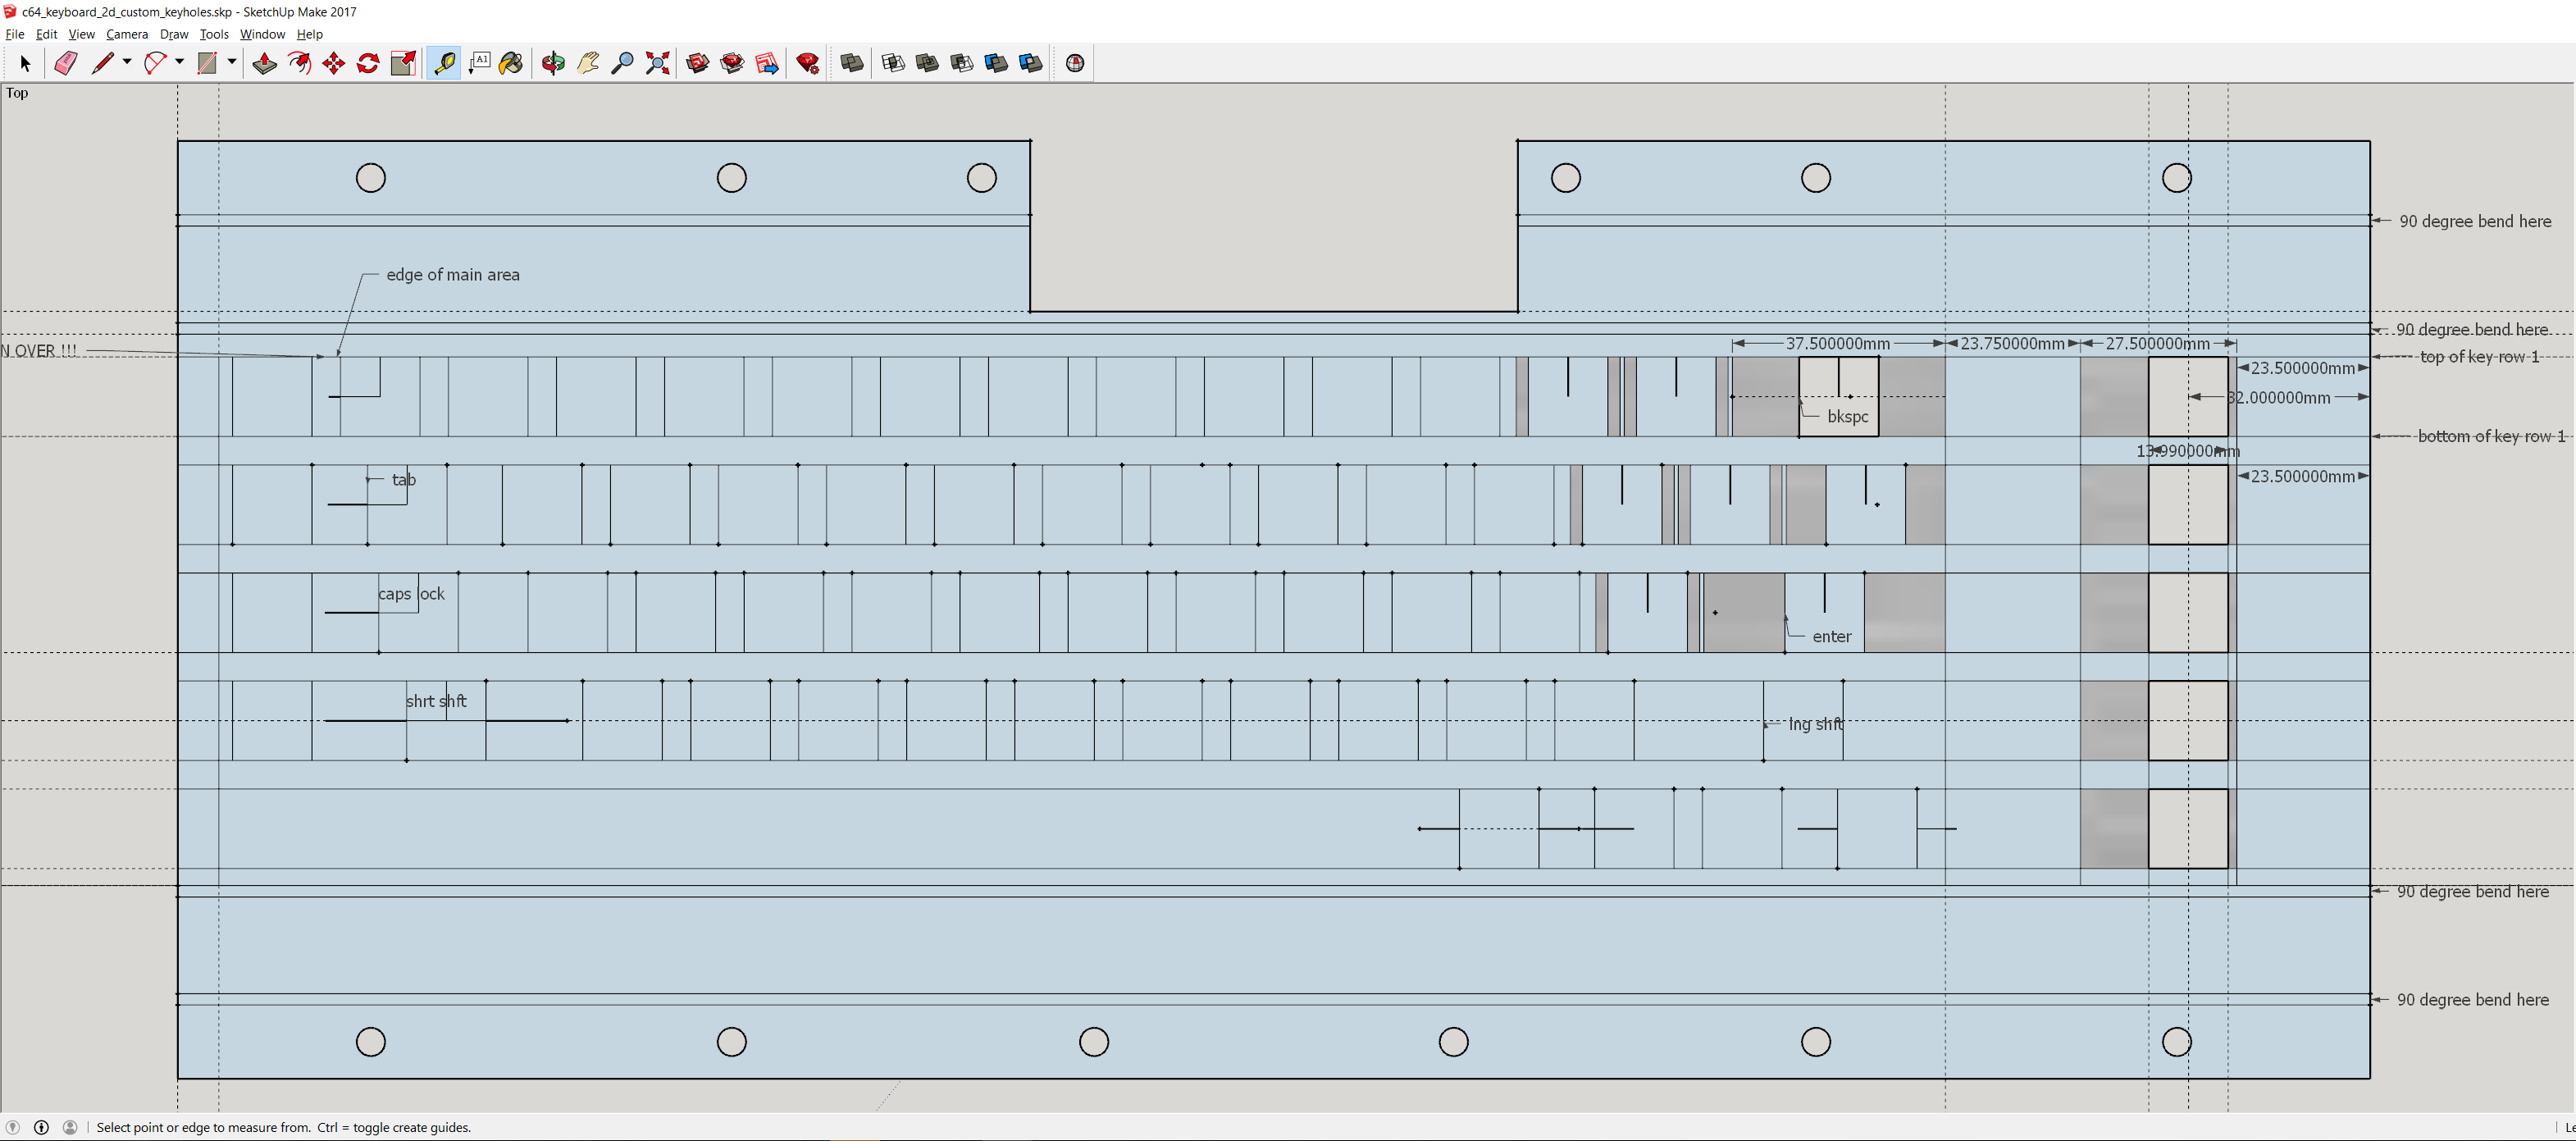 c64_keyboard_2d_custom_keyholes.skp - SketchUp Make 2017
File Edit View Camera Draw Tools Window Help
A1
Top
90 degree bend here
edge of main area
90 degree bend here
N OVER !!!
37.500000mm 23.750000mm 27.500000mm
top of key row 1
23.500000mm
32.000000mm
bkspc
bottom of key row 1
13.990000mm
tab
23.500000mm
caps lock
enter
shrt shft
lng shft
90 degree bend here
90 degree bend here
Select point or edge to measure from. Ctrl = toggle create guides.
Le